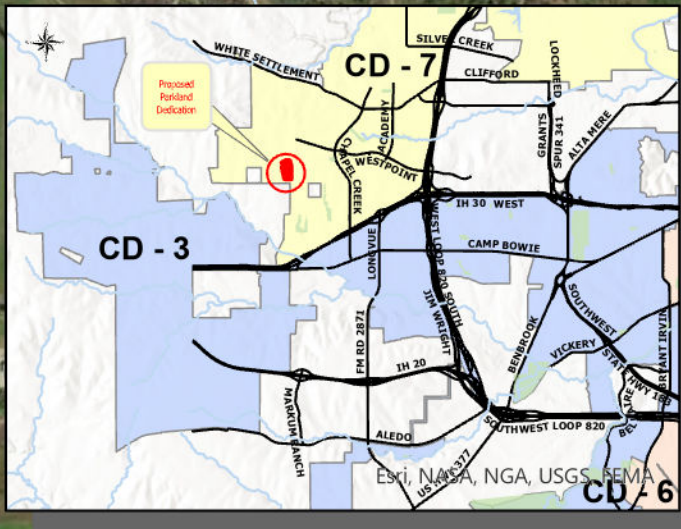 SILVER CREEK
WHITE SETTLEMENT
CD - 7
CLIFFORD
LOCKHEED
Proposed
Parkland
Dedication
ACADEMY
GRANTS
SPUR 341
ALTA MERE
CHAPEL CREEK
WESTPOINT
IH 30 WEST
CD - 3
LONGVUE
WEST LOOP 820 SOUTH
CAMP BOWIE
JIM WRIGHT
FM RD 2871
BENBROOK
SOUTHWEST
VICKERY
STATE HWY 183
BRYANT IRVIN
IH 20
MARKUM RANCH
ALEDO
SOUTHWEST LOOP 820
US HWY 377
Esri, NASA, NGA, USGS, FEMA
CD - 6